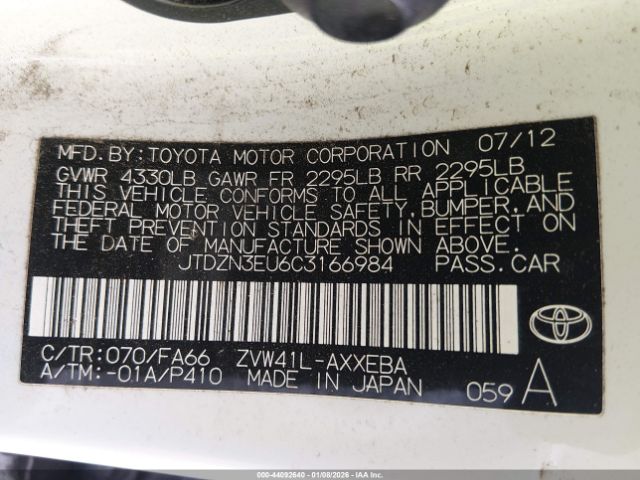 MFD. BY: TOYOTA MOTOR CORPORATION 07/12
GVWR 4330LB GAWR FR 2295LB RR 2295LB
THIS VEHICLE CONFORMS TO ALL APPLICABLE
FEDERAL MOTOR VEHICLE SAFETY, BUMPER, AND
THEFT PREVENTION STANDARDS IN EFFECT ON
THE DATE OF MANUFACTURE SHOWN ABOVE.
JTDZN3EU6C3166984 PASS. CAR
C/TR: 070/FA66 ZVW41L-AXXEBA
A/TM: -01A/P410 MADE IN JAPAN 059 A
000-44092640 - 01/08/2026 - © IAA Inc.